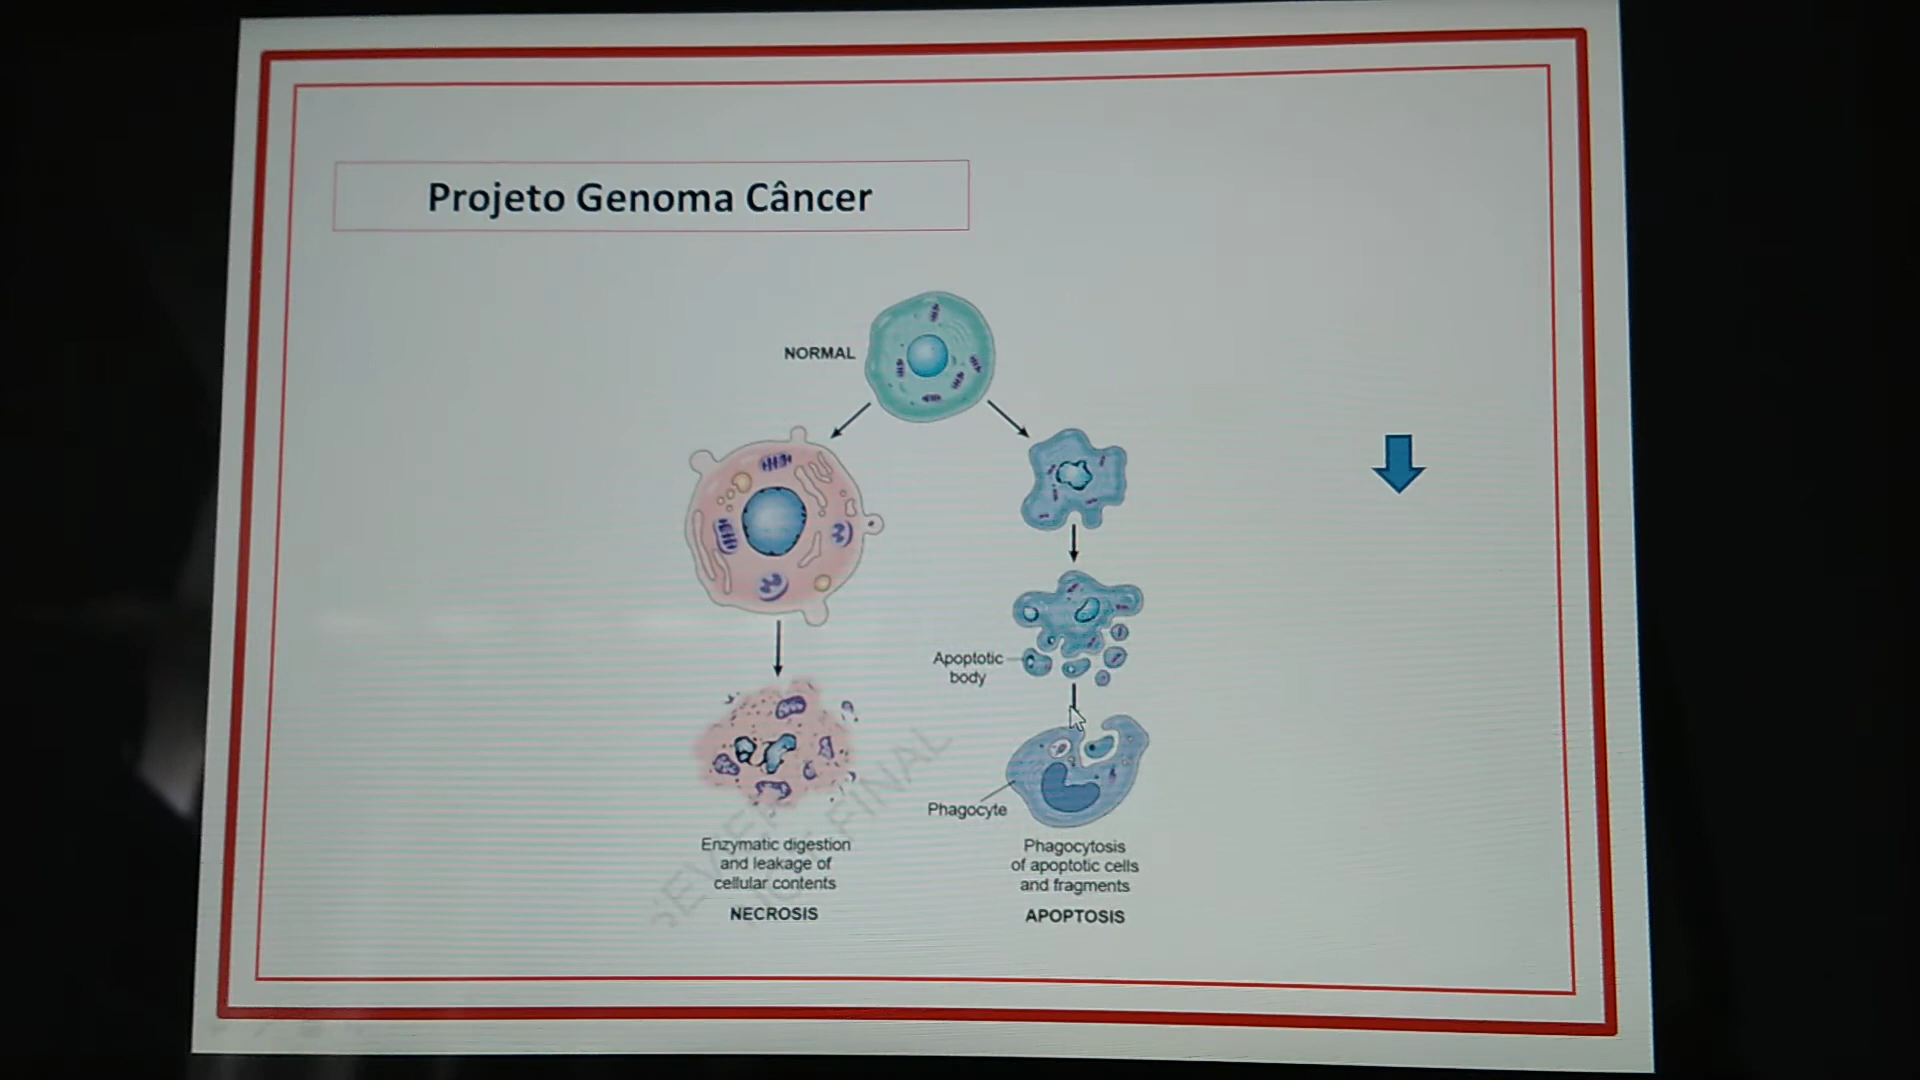 Projeto Genoma Câncer
NORMAL
Apoptotic
body
Phagocyte
Enzymatic digestion
and leakage of
cellular contents
NECROSIS
Phagocytosis
of apoptotic cells
and fragments
APOPTOSIS
FINAL